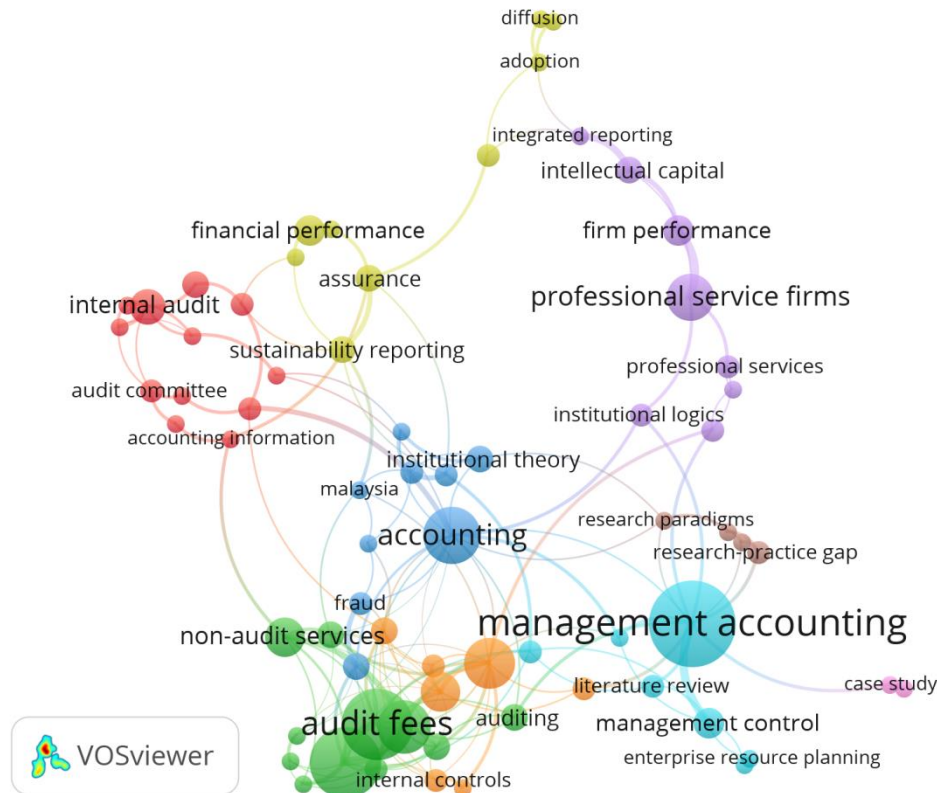 diffusion
adoption
integrated reporting
intellectual capital
financial performance
firm performance
assurance
internal audit
professional service firms
sustainability reporting
professional services
audit committee
institutional logics
accounting information
institutional theory
malaysia
research paradigms
accounting
research-practice gap
fraud
management accounting
non-audit services
literature review
case study
audit fees
auditing
management control
VOSviewer
enterprise resource planning
internal controls